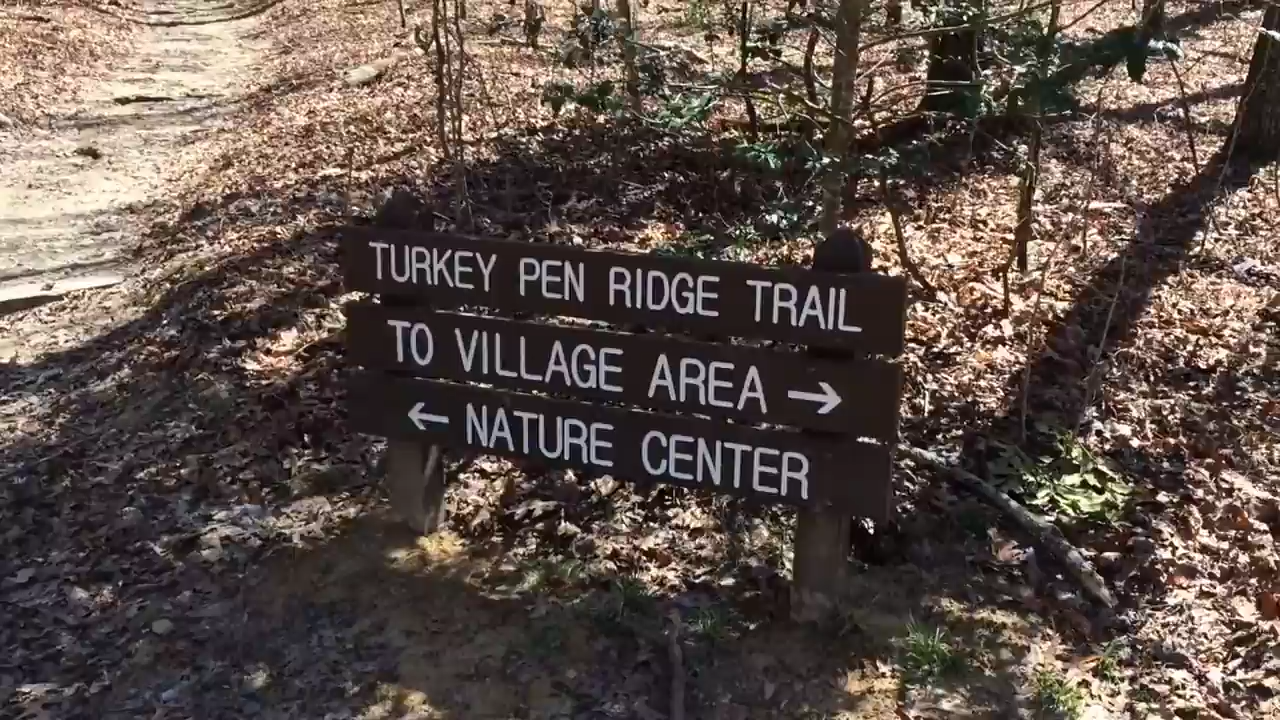 TURKEY PEN RIDGE TRAIL
TO VILLAGE AREA →
← NATURE CENTER